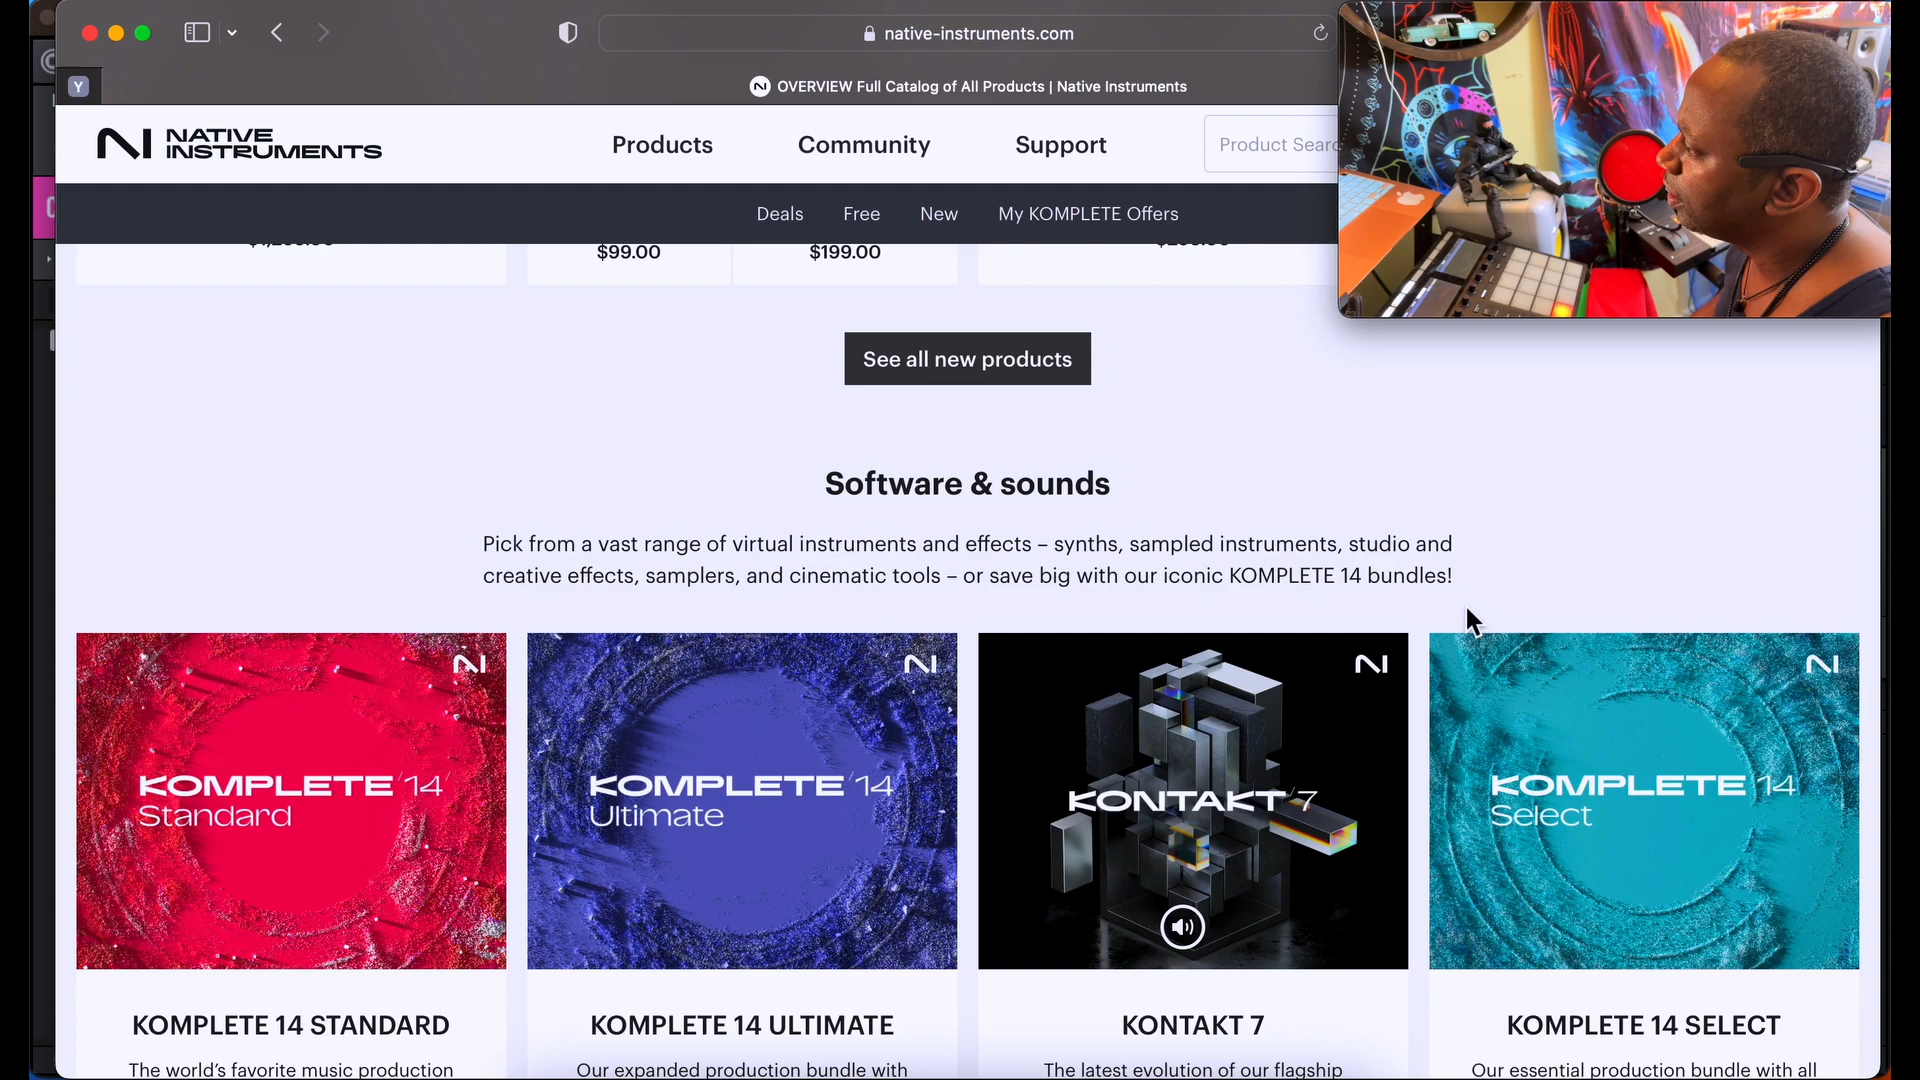 native-instruments.com
Y
OVERVIEW Full Catalog of All Products | Native Instruments
NATIVE
INSTRUMENTS
Products
Community
Support
Product Searc
Deals
Free
New
My KOMPLETE Offers
$99.00
$199.00
See all new products
Software & sounds
Pick from a vast range of virtual instruments and effects – synths, sampled instruments, studio and
creative effects, samplers, and cinematic tools – or save big with our iconic KOMPLETE 14 bundles!
KOMPLETE 14
Standard
KOMPLETE 14
Ultimate
KONTAKT 7
KOMPLETE 14
Select
KOMPLETE 14 STANDARD
KOMPLETE 14 ULTIMATE
KONTAKT 7
KOMPLETE 14 SELECT
The world's favorite music production
Our expanded production bundle with
The latest evolution of our flagship
Our essential production bundle with all